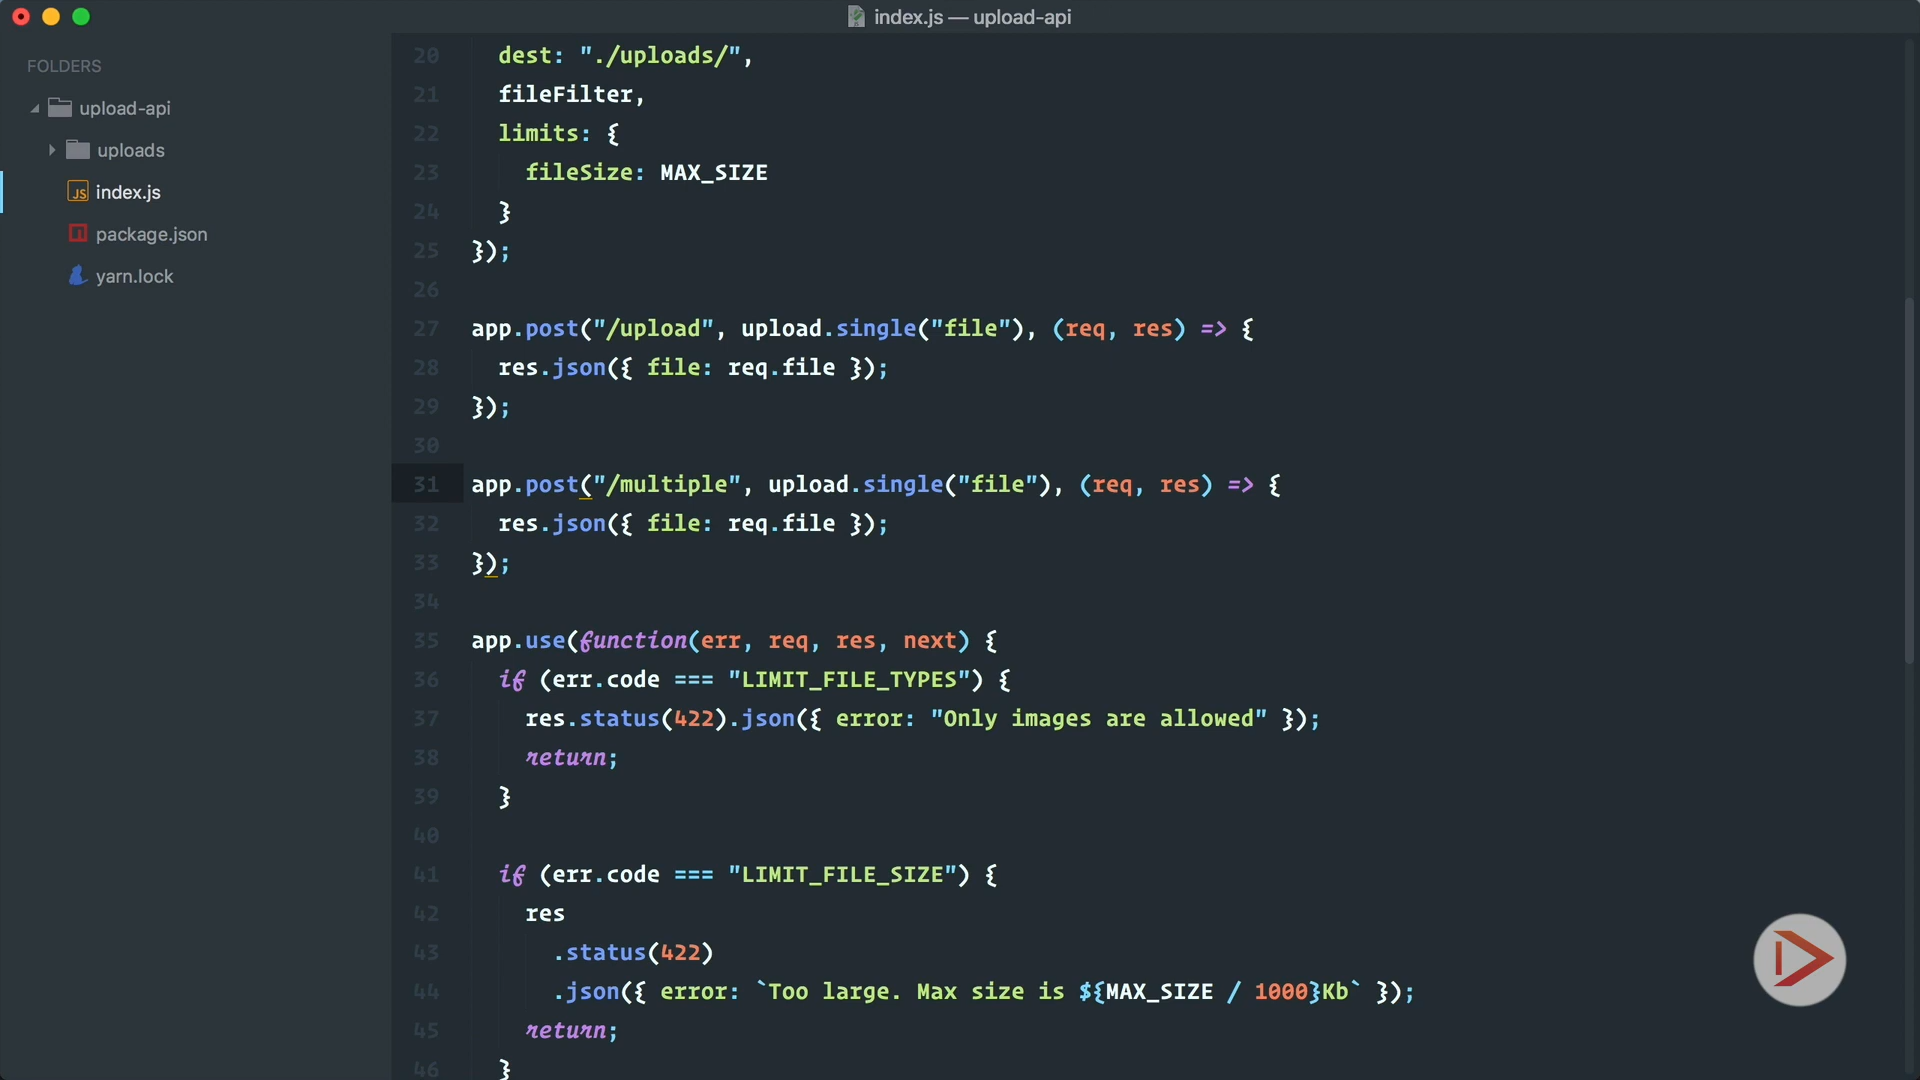 index.js — upload-api
FOLDERS
upload-api
uploads
JS index.js
package.json
yarn.lock
20 dest: "./uploads/",
21 fileFilter,
22 limits: {
23 fileSize: MAX_SIZE
24 }
25 });
26
27 app.post("/upload", upload.single("file"), (req, res) => {
28 res.json({ file: req.file });
29 });
30
31 app.post("/multiple", upload.single("file"), (req, res) => {
32 res.json({ file: req.file });
33 });
34
35 app.use(function(err, req, res, next) {
36 if (err.code === "LIMIT_FILE_TYPES") {
37 res.status(422).json({ error: "Only images are allowed" });
38 return;
39 }
40
41 if (err.code === "LIMIT_FILE_SIZE") {
42 res
43 .status(422)
44 .json({ error: `Too large. Max size is ${MAX_SIZE / 1000}Kb` });
45 return;
46 }